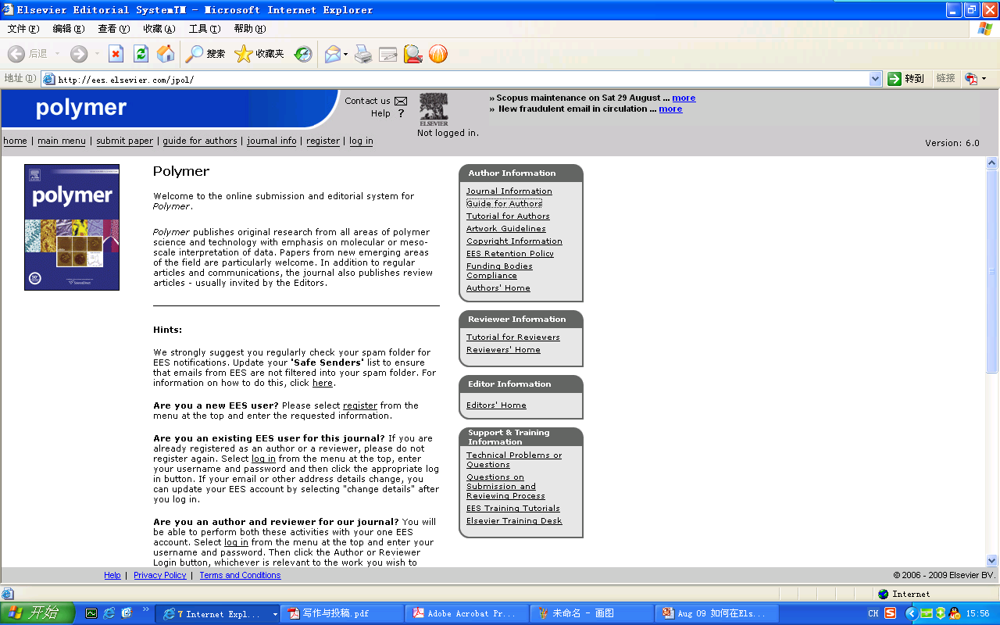 Elsevier Editorial SystemTM - Microsoft Internet Explorer
文件(F) 编辑(E) 查看(V) 收藏(A) 工具(T) 帮助(H)
后退 搜索 收藏夹
地址(D) http://ees.elsevier.com/jpol/ 转到 链接
polymer
Contact us
Help ?
ELSEVIER
Not logged in.
» Scopus maintenance on Sat 29 August ... more
» New fraudulent email in circulation ... more
home | main menu | submit paper | guide for authors | journal info | register | log in
Version: 6.0
polymer
Polymer
Welcome to the online submission and editorial system for
Polymer.
Polymer publishes original research from all areas of polymer
science and technology with emphasis on molecular or meso-
scale interpretation of data. Papers from new emerging areas
of the field are particularly welcome. In addition to regular
articles and communications, the journal also publishes review
articles - usually invited by the Editors.
Hints:
We strongly suggest you regularly check your spam folder for
EES notifications. Update your 'Safe Senders' list to ensure
that emails from EES are not filtered into your spam folder. For
information on how to do this, click here.
Are you a new EES user? Please select register from the
menu at the top and enter the requested information.
Are you an existing EES user for this journal? If you are
already registered as an author or a reviewer, please do not
register again. Select log in from the menu at the top, enter
your username and password and then click the appropriate log
in button. If your email or other address details change, you
can update your EES account by selecting "change details" after
you log in.
Are you an author and reviewer for our journal? You will
be able to perform both these activities with your one EES
account. Select log in from the menu at the top and enter your
username and password. Then click the Author or Reviewer
Login button, whichever is relevant to the work you wish to
Author Information
Journal Information
Guide for Authors
Tutorial for Authors
Artwork Guidelines
Copyright Information
EES Retention Policy
Funding Bodies
Compliance
Authors' Home
Reviewer Information
Tutorial for Reviewers
Reviewers' Home
Editor Information
Editors' Home
Support & Training
Information
Technical Problems or
Questions
Questions on
Submission and
Reviewing Process
EES Training Tutorials
Elsevier Training Desk
Help | Privacy Policy | Terms and Conditions
© 2006 - 2009 Elsevier BV.
Internet
开始 » 7 Internet Expl... 写作与投稿.pdf Adobe Acrobat Pr... 未命名 - 画图 Aug 09 如何在Els... CH 15:56